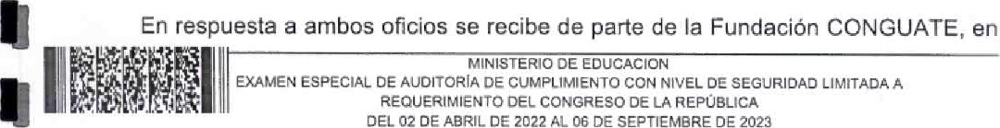 En respuesta a ambos oficios se recibe de parte de la Fundación CONGUATE, en
MINISTERIO DE EDUCACION
EXAMEN ESPECIAL DE AUDITORÍA DE CUMPLIMIENTO CON NIVEL DE SEGURIDAD LIMITADA A
REQUERIMIENTO DEL CONGRESO DE LA REPÚBLICA
DEL 02 DE ABRIL DE 2022 AL 06 DE SEPTIEMBRE DE 2023